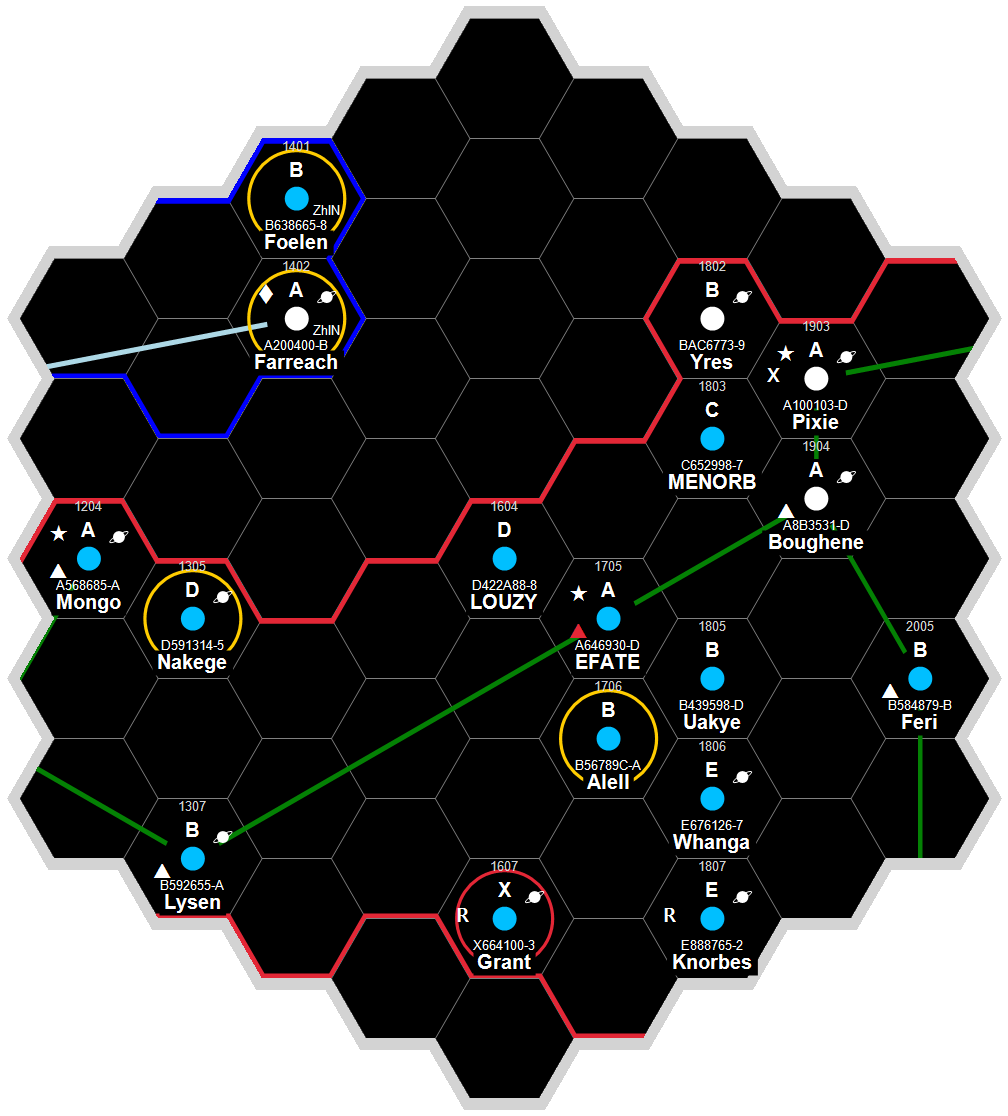 1401
B
ZhIN
B638665-8
Foelen
1402
A
ZhIN
A200400-B
Farreach
1802
B
BAC6773-9
Yres
1903
A
X
A100103-D
Pixie
1803
C
C652998-7
MENORB
1904
A
A8B3531-D
Boughene
1204
A
A568685-A
Mongo
1305
D
D591314-5
Nakege
1604
D
D422A88-8
LOUZY
1705
A
A646930-D
EFATE
1805
B
B439598-D
Uakye
2005
B
B584879-B
Feri
1706
B
B56789C-A
Alell
1806
E
E676126-7
Whanga
1307
B
B592655-A
Lysen
1607
X
R
X664100-3
Grant
1807
E
R
E888765-2
Knorbes